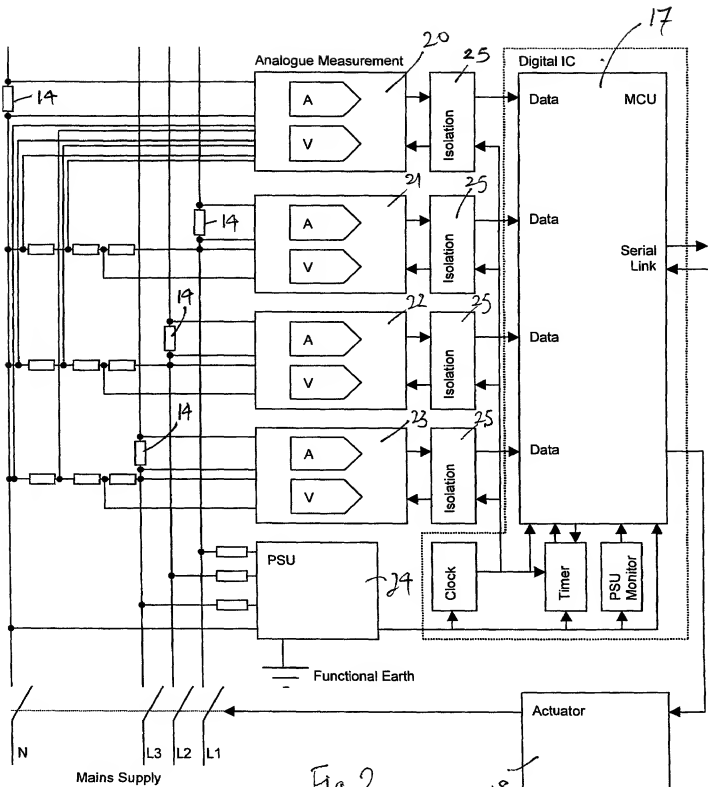 17
20
Analogue Measurement
25
Digital IC
14
A
V
Isolation
Data
MCU
21
14
A
V
25
Isolation
Data
Serial
Link
14
22
A
V
25
Isolation
Data
14
23
A
V
25
Isolation
Data
PSU
24
Clock
Timer
PSU
Monitor
Functional Earth
Actuator
N
L3
L2
L1
Mains Supply
Fig 2